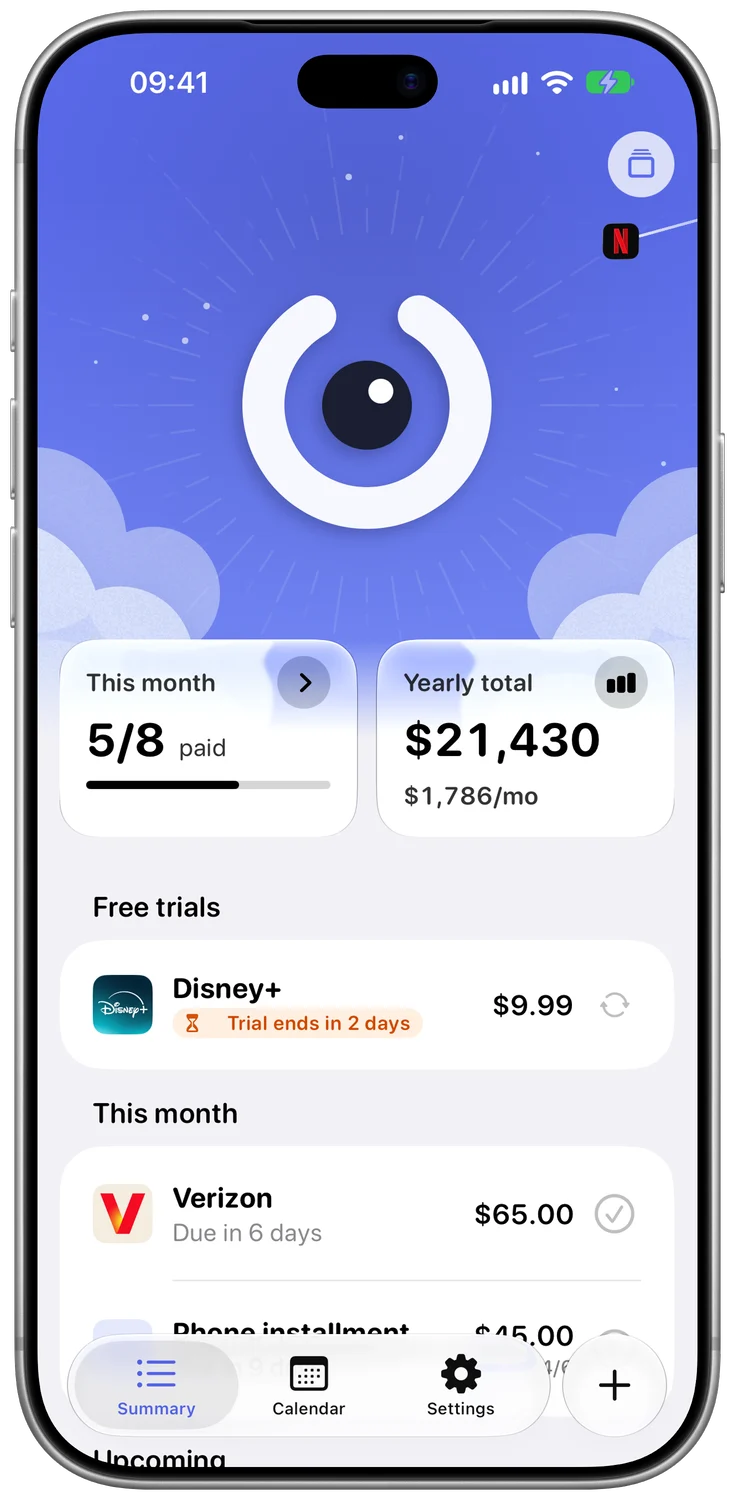 09:41
N
This month
5/8 paid
Yearly total
$21,430
$1,786/mo
Free trials
Disney+
Disney+
Trial ends in 2 days
$9.99
This month
Verizon
Due in 6 days
$65.00
Phone installment
$45.00
Summary
Calendar
Settings
Upcoming